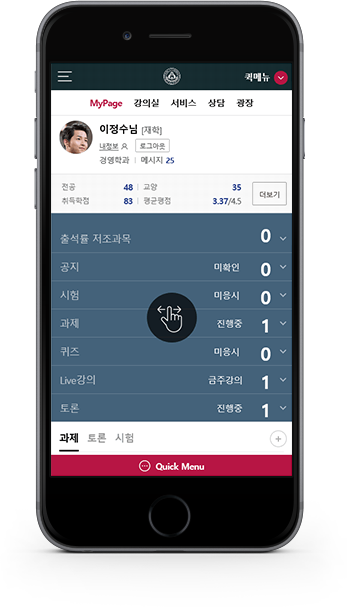 퀵메뉴
MyPage 강의실 서비스 상담 광장
이정수님 [재학]
내정보 로그아웃
경영학과 메시지 25
전공 48 교양 35
취득학점 83 평균평점 3.37/4.5
더보기
출석률 저조과목 0
공지 미확인 0
시험 미응시 0
과제 진행중 1
퀴즈 미응시 0
Live강의 금주강의 1
토론 진행중 1
과제 토론 시험
Quick Menu